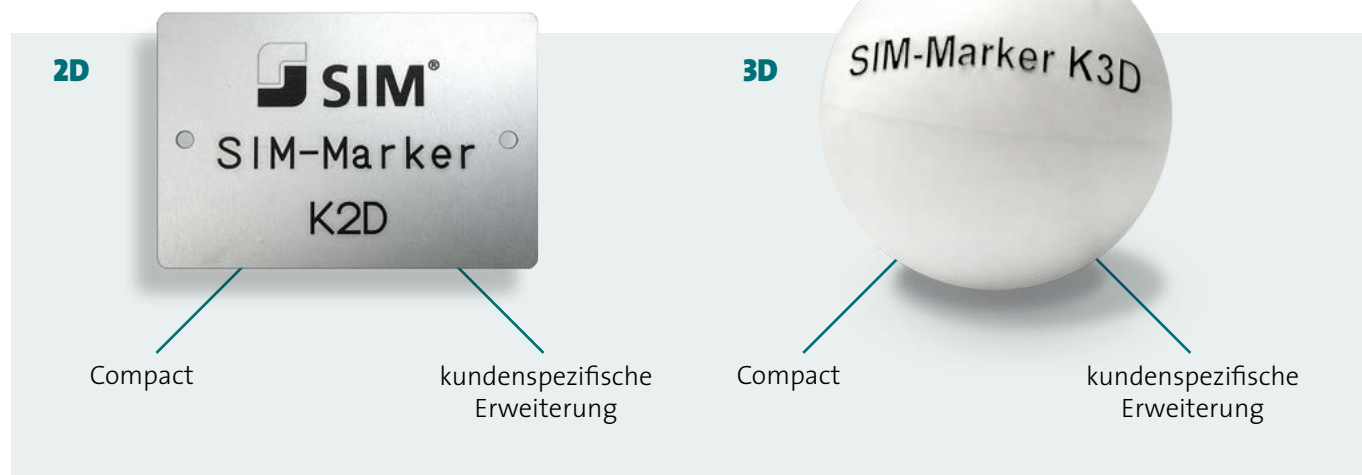 2D
SIM®
SIM-Marker
K2D
Compact
kundenspezifische
Erweiterung
3D
SIM-Marker K3D
Compact
kundenspezifische
Erweiterung